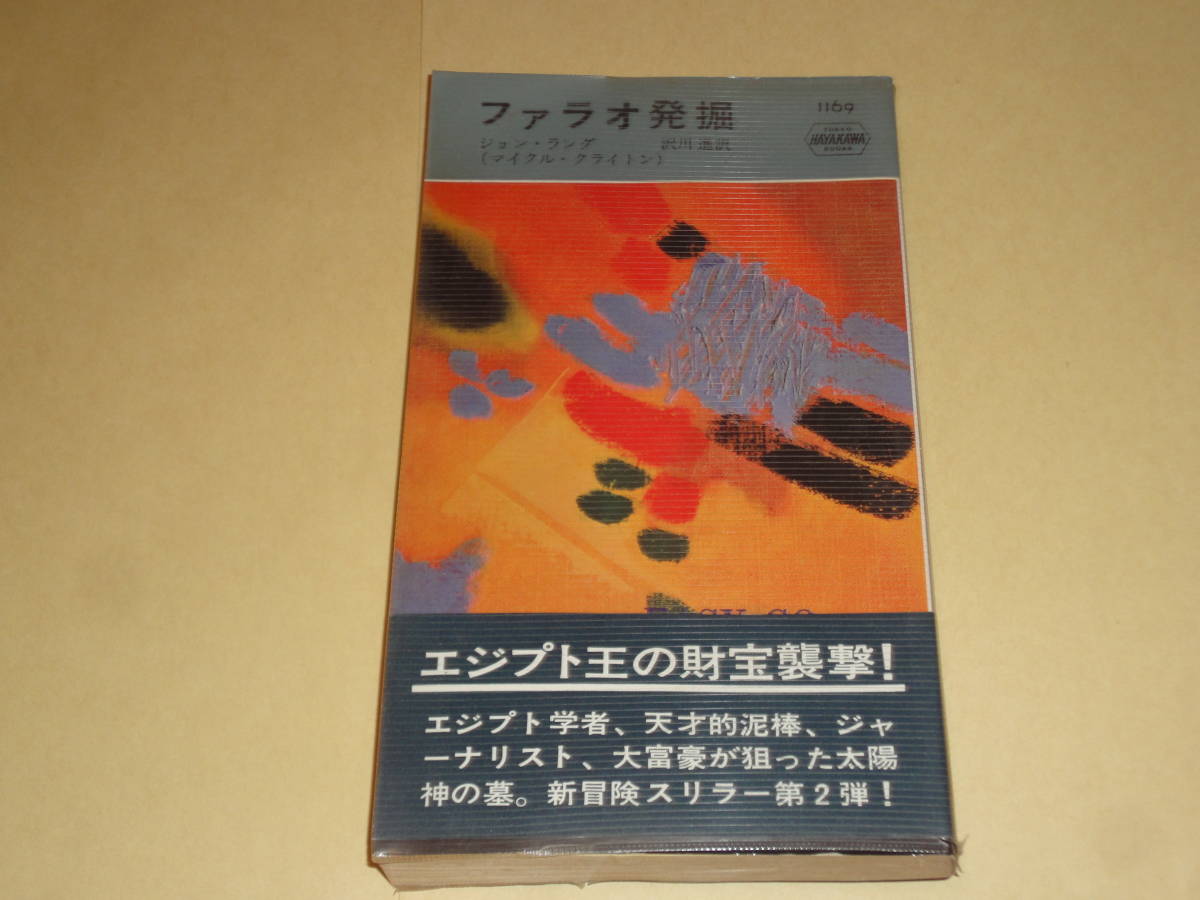 ファラオ発掘
1169
ジョン・ラング 沢川 進訳
(マイクル・クライトン)
TOKYO
HAYAKAWA
BOOKS
EASY GO
エジプト王の財宝襲撃!
エジプト学者、天才的泥棒、ジャ
ーナリスト、大富豪が狙った太陽
神の墓。新冒険スリラー第2弾!